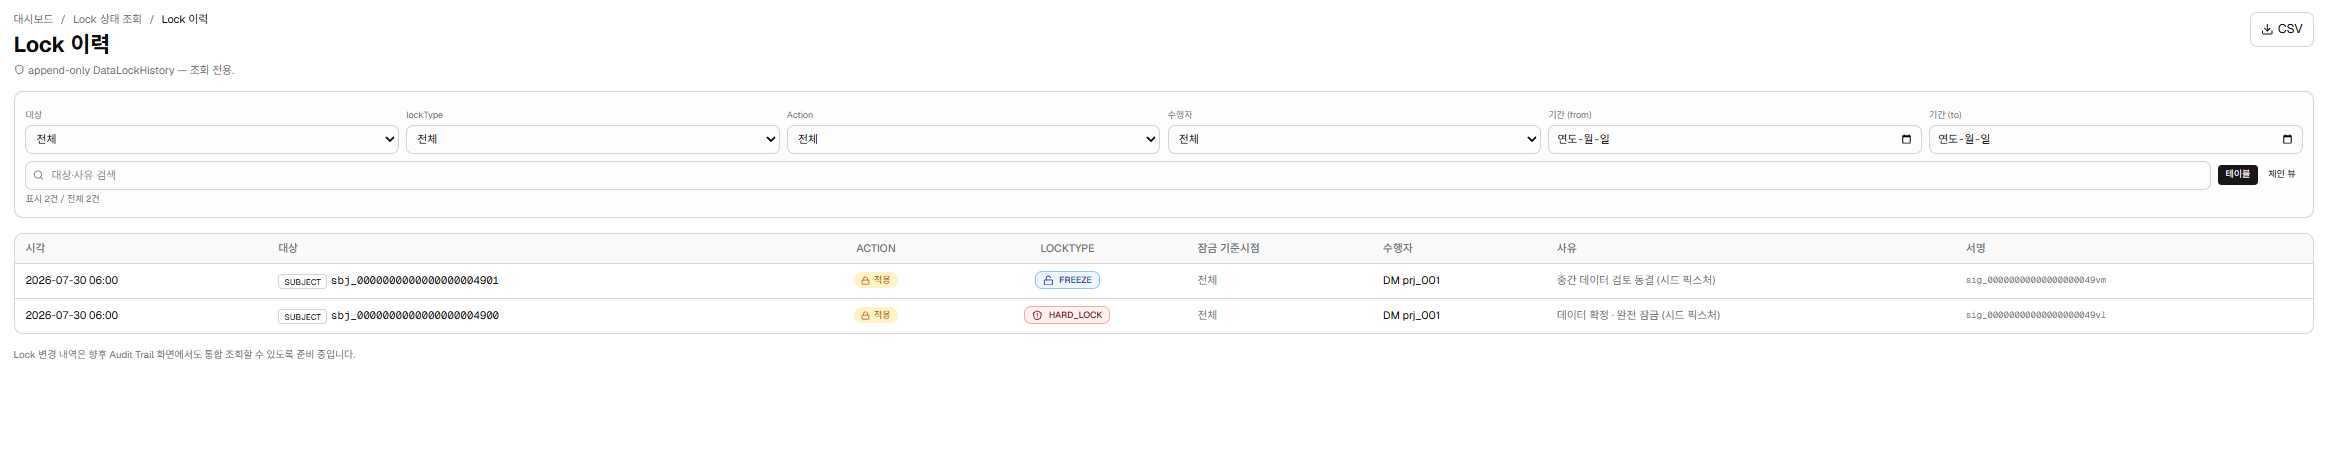 대시보드 / Lock 상태 조회 / Lock 이력
Lock 이력
CSV
append-only DataLockHistory — 조회 전용.
대상 lockType Action 수행자 기간 (from) 기간 (to)
전체 전체 전체 전체 연도-월-일 연도-월-일
대상·사유 검색 테이블 체인 뷰
표시 2건 / 전체 2건
시각 대상 ACTION LOCKTYPE 잠금 기준시점 수행자 사유 서명
2026-07-30 06:00 SUBJECT sbj_0000000000000000004901 적용 FREEZE 전체 DM prj_001 중간 데이터 검토 동결 (시드 픽스처) sig_00000000000000000049vm
2026-07-30 06:00 SUBJECT sbj_0000000000000000004900 적용 HARD_LOCK 전체 DM prj_001 데이터 확정 · 완전 잠금 (시드 픽스처) sig_00000000000000000049vl
Lock 변경 내역은 향후 Audit Trail 화면에서도 통합 조회할 수 있도록 준비 중입니다.